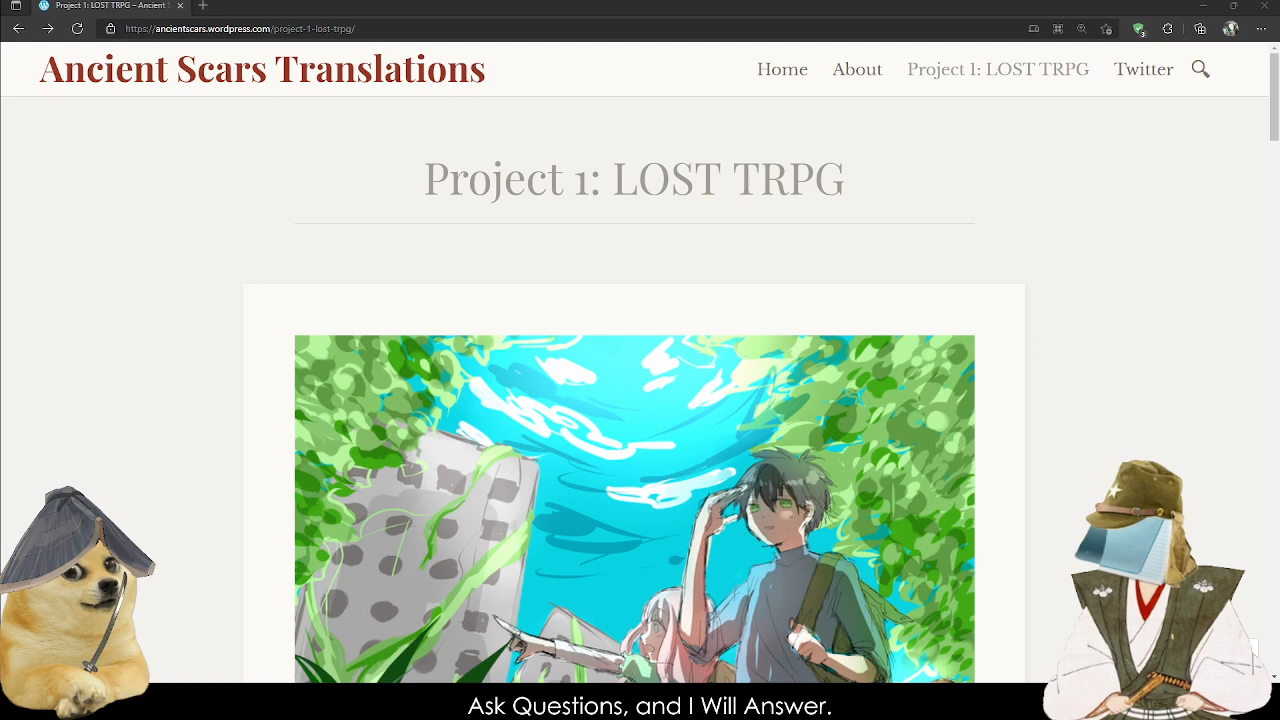 Project 1: LOST TRPG – Ancient S
https://ancientscars.wordpress.com/project-1-lost-trpg/
Ancient Scars Translations
Home
About
Project 1: LOST TRPG
Twitter
Project 1: LOST TRPG
Ask Questions, and I Will Answer.